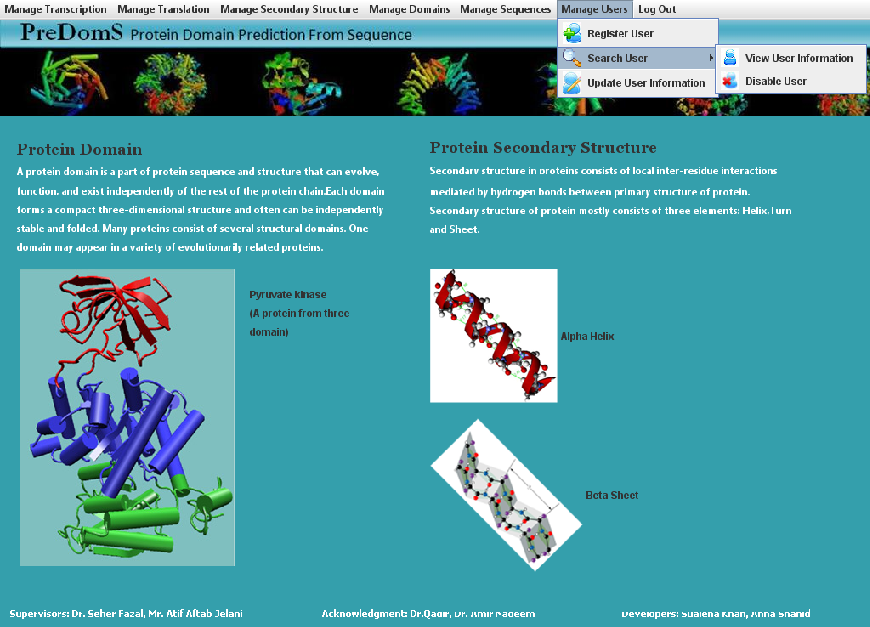 Manage Transcription Manage Translation Manage Secondary Structure Manage Domains Manage Sequences Manage Users Log Out
PreDomS Protein Domain Prediction From Sequence
Register User
Search User
Update User Information
View User Information
Disable User
Protein Domain
A protein domain is a part of protein sequence and structure that can evolve,
function, and exist independently of the rest of the protein chain.Each domain
forms a compact three-dimensional structure and often can be independently
stable and folded. Many proteins consist of several structural domains. One
domain may appear in a variety of evolutionarily related proteins.
Pyruvate kinase
(A protein from three
domain)
Protein Secondary Structure
Secondary structure in proteins consists of local inter-residue interactions
mediated by hydrogen bonds between primary structure of protein.
Secondary structure of protein mostly consists of three elements: Helix,Turn
and Sheet.
Alpha Helix
Beta Sheet
Supervisors: Dr. Seher Fazal, Mr. Atif Aftab Jelani
Acknowledgment: Dr.Qadir, Dr. Amir Nadeem
Developers: Khan, Anna Shahid